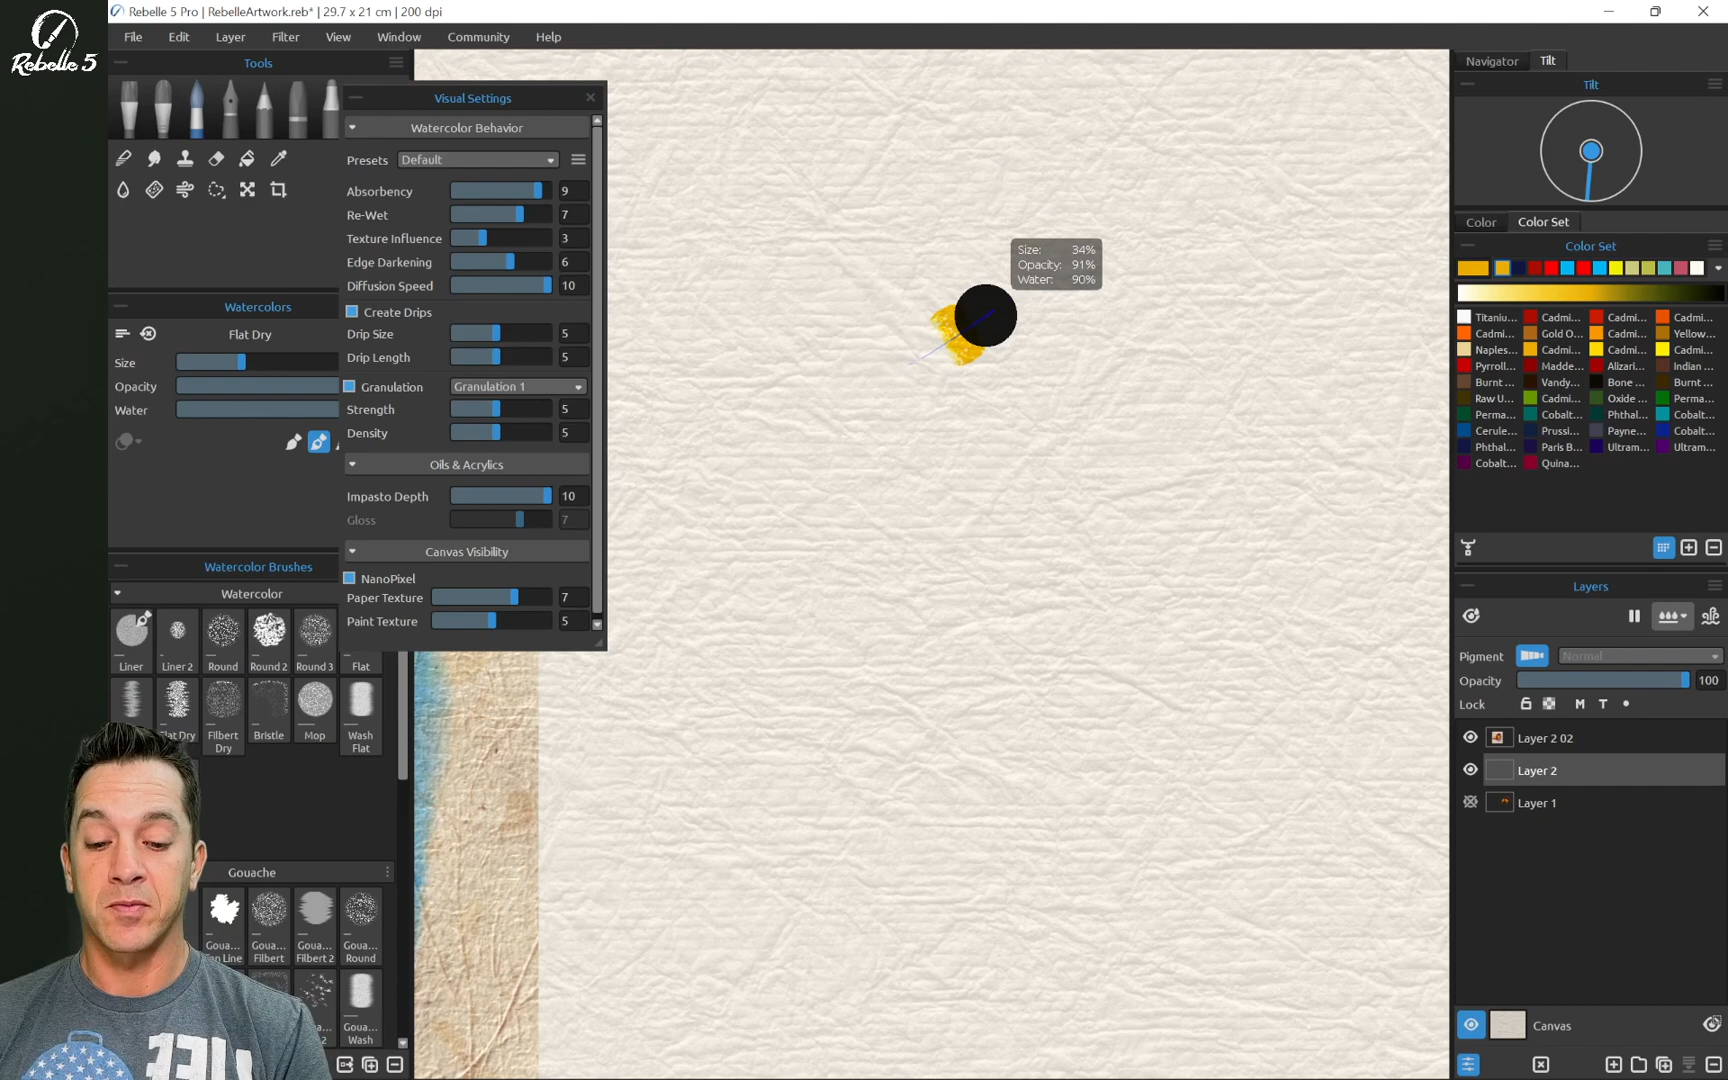 Rebelle 5 Pro | RebelleArtwork.reb* | 29.7 x 21 cm | 200 dpi
Rebelle 5
File Edit Layer Filter View Window Community Help
Tools
Visual Settings
Watercolor Behavior
Presets Default
Absorbency 9
Re-Wet 7
Texture Influence 3
Edge Darkening 6
Diffusion Speed 10
Create Drips
Drip Size 5
Drip Length 5
Granulation Granulation 1
Strength 5
Density 5
Oils & Acrylics
Impasto Depth 10
Gloss 7
Canvas Visibility
NanoPixel
Paper Texture 7
Paint Texture 5
Watercolors
Flat Dry
Size
Opacity
Water
Watercolor Brushes
Watercolor
Liner Liner 2 Round Round 2 Round 3 Flat
Filbert Dry Bristle Mop Wash Flat
Gouache
Goua... Filbert Goua... Filbert 2 Goua... Round
Goua... Wash
LIFE
Size: 34%
Opacity: 91%
Water: 90%
Navigator Tilt
Tilt
Color Color Set
Color Set
Titaniu... Cadmi... Cadmi... Cadmi...
Cadmi... Gold O... Cadmi... Yellow...
Naples... Cadmi... Cadmi... Cadmi...
Pyrroll... Madde... Alizari... Indian ...
Burnt ... Vandy... Bone ... Burnt ...
Raw U... Cadmi... Oxide ... Perma...
Perma... Cobalt... Phthal... Cobalt...
Cerule... Prussi... Payne... Cobalt...
Phthal... Paris B... Ultram... Ultram...
Cobalt... Quina...
Layers
Pigment Normal
Opacity 100
Lock M T
Layer 2 02
Layer 2
Layer 1
Canvas